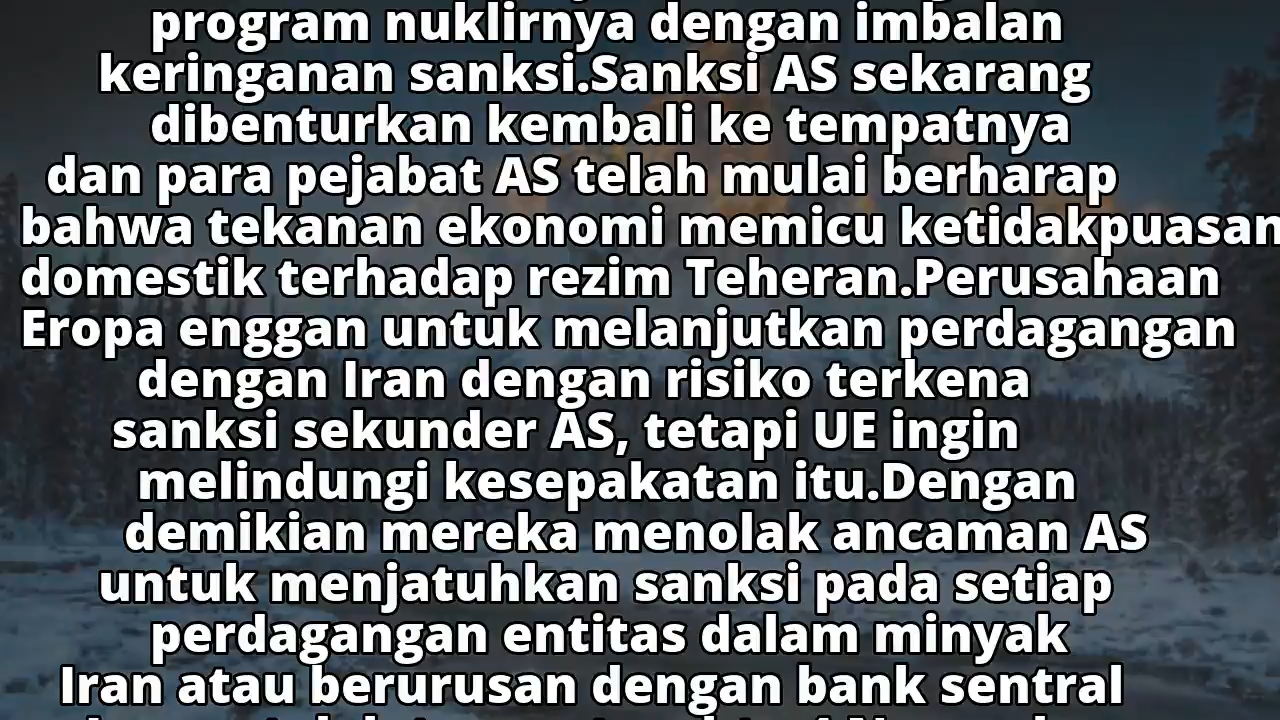 program nuklirnya dengan imbalan
keringanan sanksi.Sanksi AS sekarang
dibenturkan kembali ke tempatnya
dan para pejabat AS telah mulai berharap
bahwa tekanan ekonomi memicu ketidakpuasan
domestik terhadap rezim Teheran.Perusahaan
Eropa enggan untuk melanjutkan perdagangan
dengan Iran dengan risiko terkena
sanksi sekunder AS, tetapi UE ingin
melindungi kesepakatan itu.Dengan
demikian mereka menolak ancaman AS
untuk menjatuhkan sanksi pada setiap
perdagangan entitas dalam minyak
Iran atau berurusan dengan bank sentral